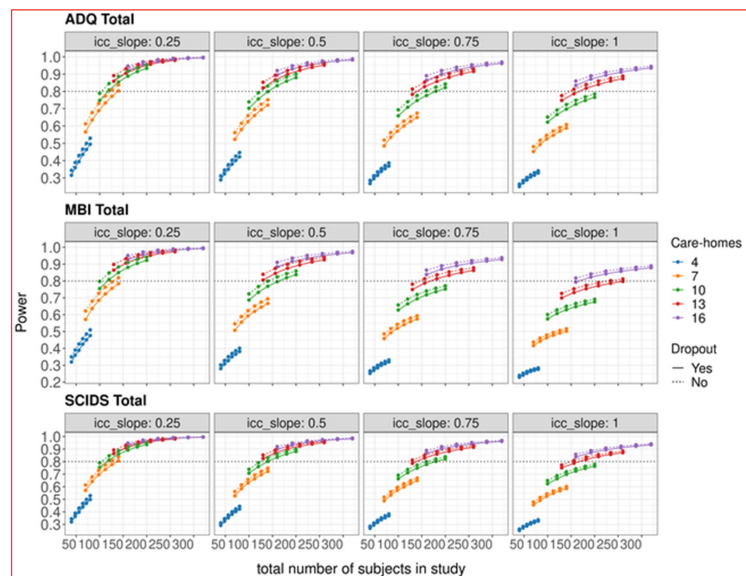 ADQ Total
icc_slope: 0.25 icc_slope: 0.5 icc_slope: 0.75 icc_slope: 1
1.0
0.9
0.8
0.7
0.6
0.5
0.4
0.3
MBI Total
icc_slope: 0.25 icc_slope: 0.5 icc_slope: 0.75 icc_slope: 1
1.0
0.9
0.8
0.7
0.6
0.5
0.4
0.3
0.2
Power
Care-homes
4
7
10
13
16
Dropout
Yes
No
SCIDS Total
icc_slope: 0.25 icc_slope: 0.5 icc_slope: 0.75 icc_slope: 1
1.0
0.9
0.8
0.7
0.6
0.5
0.4
0.3
50 100 150 200 250 300 50 100 150 200 250 300 50 100 150 200 250 300 50 100 150 200 250 300
total number of subjects in study